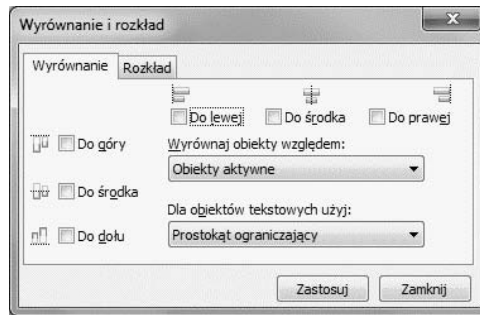 Wyrównanie i rozkład
Wyrównanie Rozkład
Do lewej Do środka Do prawej
Do góry Wyrównaj obiekty względem:
Obiekty aktywne
Do środka
Dla obiektów tekstowych użyj:
Do dołu Prostokąt ograniczający
Zastosuj Zamknij